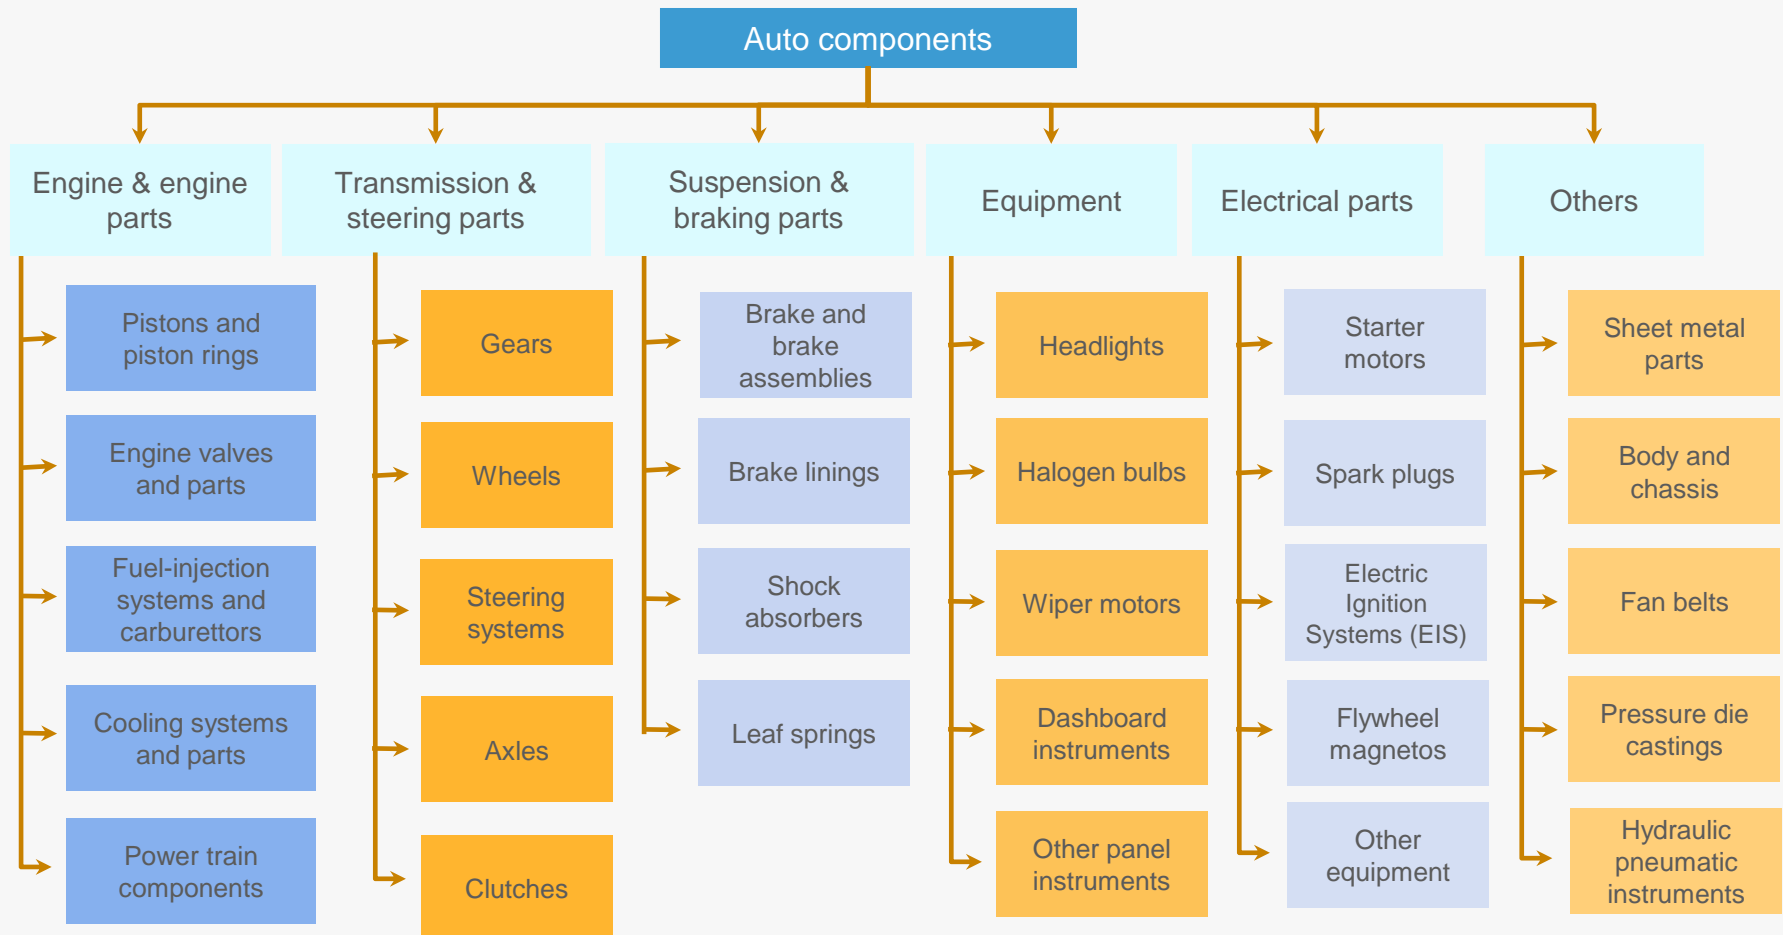 Auto components
Engine & engine
parts
Transmission &
steering parts
Suspension &
braking parts
Equipment
Electrical parts
Others
Pistons and
piston rings
Engine valves
and parts
Fuel-injection
systems and
carburettors
Cooling systems
and parts
Power train
components
Gears
Wheels
Steering
systems
Axles
Clutches
Brake and
brake
assemblies
Brake linings
Shock
absorbers
Leaf springs
Headlights
Halogen bulbs
Wiper motors
Dashboard
instruments
Other panel
instruments
Starter
motors
Spark plugs
Electric
Ignition
Systems (EIS)
Flywheel
magnetos
Other
equipment
Sheet metal
parts
Body and
chassis
Fan belts
Pressure die
castings
Hydraulic
pneumatic
instruments